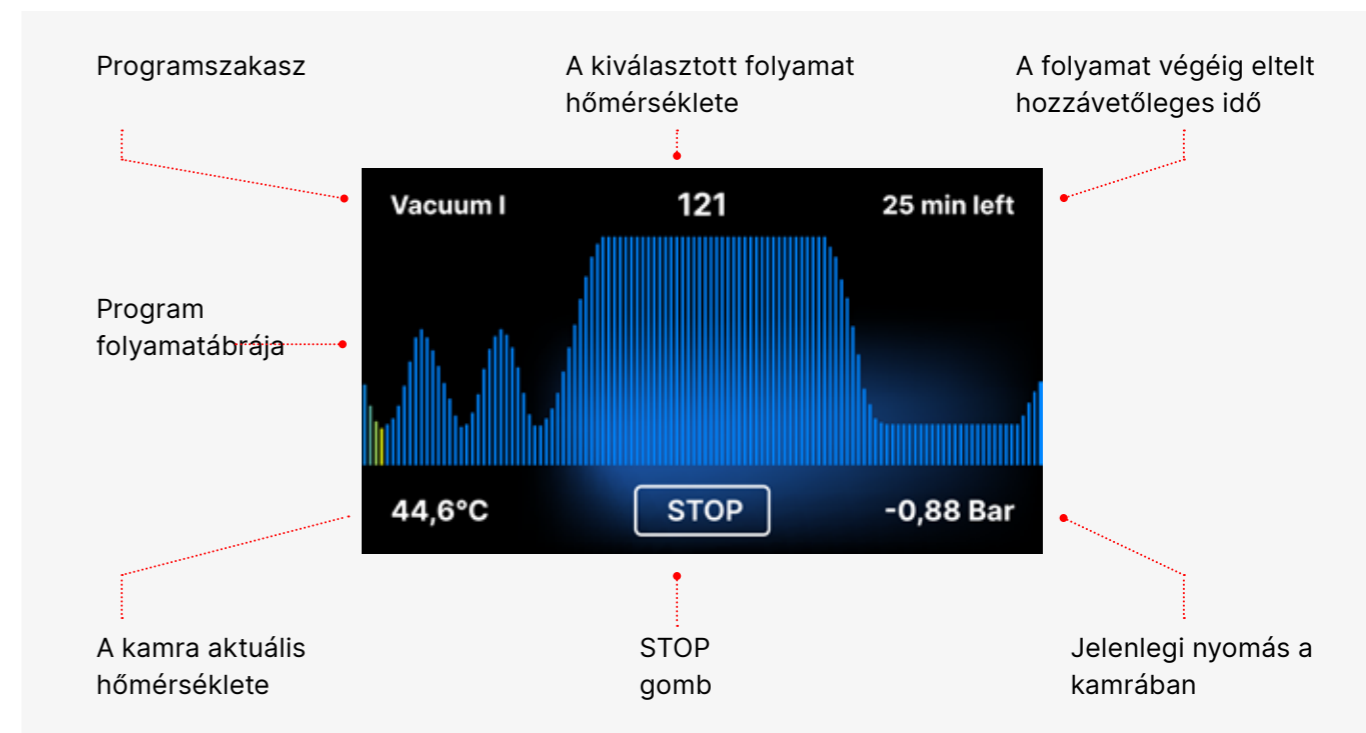 Programszakasz
A kiválasztott folyamat
hőmérséklete
A folyamat végéig eltelt
hozzávetőleges idő
Vacuum I
121
25 min left
Program
folyamatábrája
44,6°C
STOP
-0,88 Bar
A kamra aktuális
hőmérséklete
STOP
gomb
Jelenlegi nyomás a
kamrában